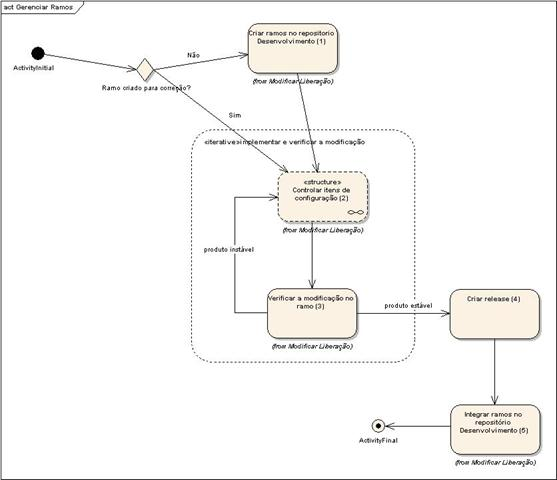 act Gerenciar Ramos
ActivityInitial
Ramo criado para correção?
Não
Criar ramos no repositorio
Desenvolvimento (1)
(from Modificar Liberação)
Sim
«iterative»implementar e verificar a modificação
«structure»
Controlar itens de
configuração (2)
(from Modificar Liberação)
produto instável
Verificar a modificação no
ramo (3)
(from Modificar Liberação)
produto estável
Criar release (4)
Integrar ramos no
repositório
Desenvolvimento (5)
(from Modificar Liberação)
ActivityFinal